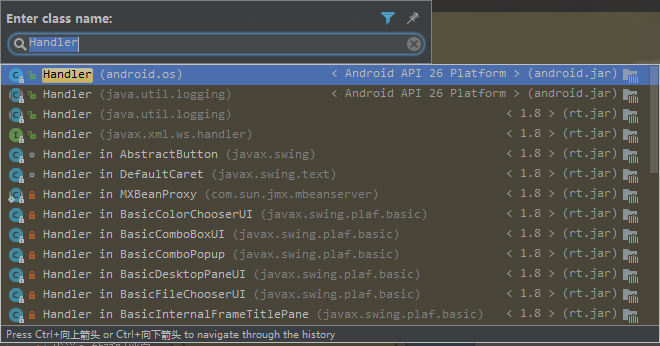 Enter class name:
Handler
Handler (android.os) < Android API 26 Platform > (android.jar)
Handler (java.util.logging) < Android API 26 Platform > (android.jar)
Handler (java.util.logging) < 1.8 > (rt.jar)
Handler (javax.xml.ws.handler) < 1.8 > (rt.jar)
Handler in AbstractButton (javax.swing) < 1.8 > (rt.jar)
Handler in DefaultCaret (javax.swing.text) < 1.8 > (rt.jar)
Handler in MXBeanProxy (com.sun.jmx.mbeanserver) < 1.8 > (rt.jar)
Handler in BasicColorChooserUI (javax.swing.plaf.basic) < 1.8 > (rt.jar)
Handler in BasicComboBoxUI (javax.swing.plaf.basic) < 1.8 > (rt.jar)
Handler in BasicComboPopup (javax.swing.plaf.basic) < 1.8 > (rt.jar)
Handler in BasicDesktopPaneUI (javax.swing.plaf.basic) < 1.8 > (rt.jar)
Handler in BasicFileChooserUI (javax.swing.plaf.basic) < 1.8 > (rt.jar)
Handler in BasicInternalFrameTitlePane (javax.swing.plaf.basic) < 1.8 > (rt.jar)
Press Ctrl+向上箭头 or Ctrl+向下箭头 to navigate through the history